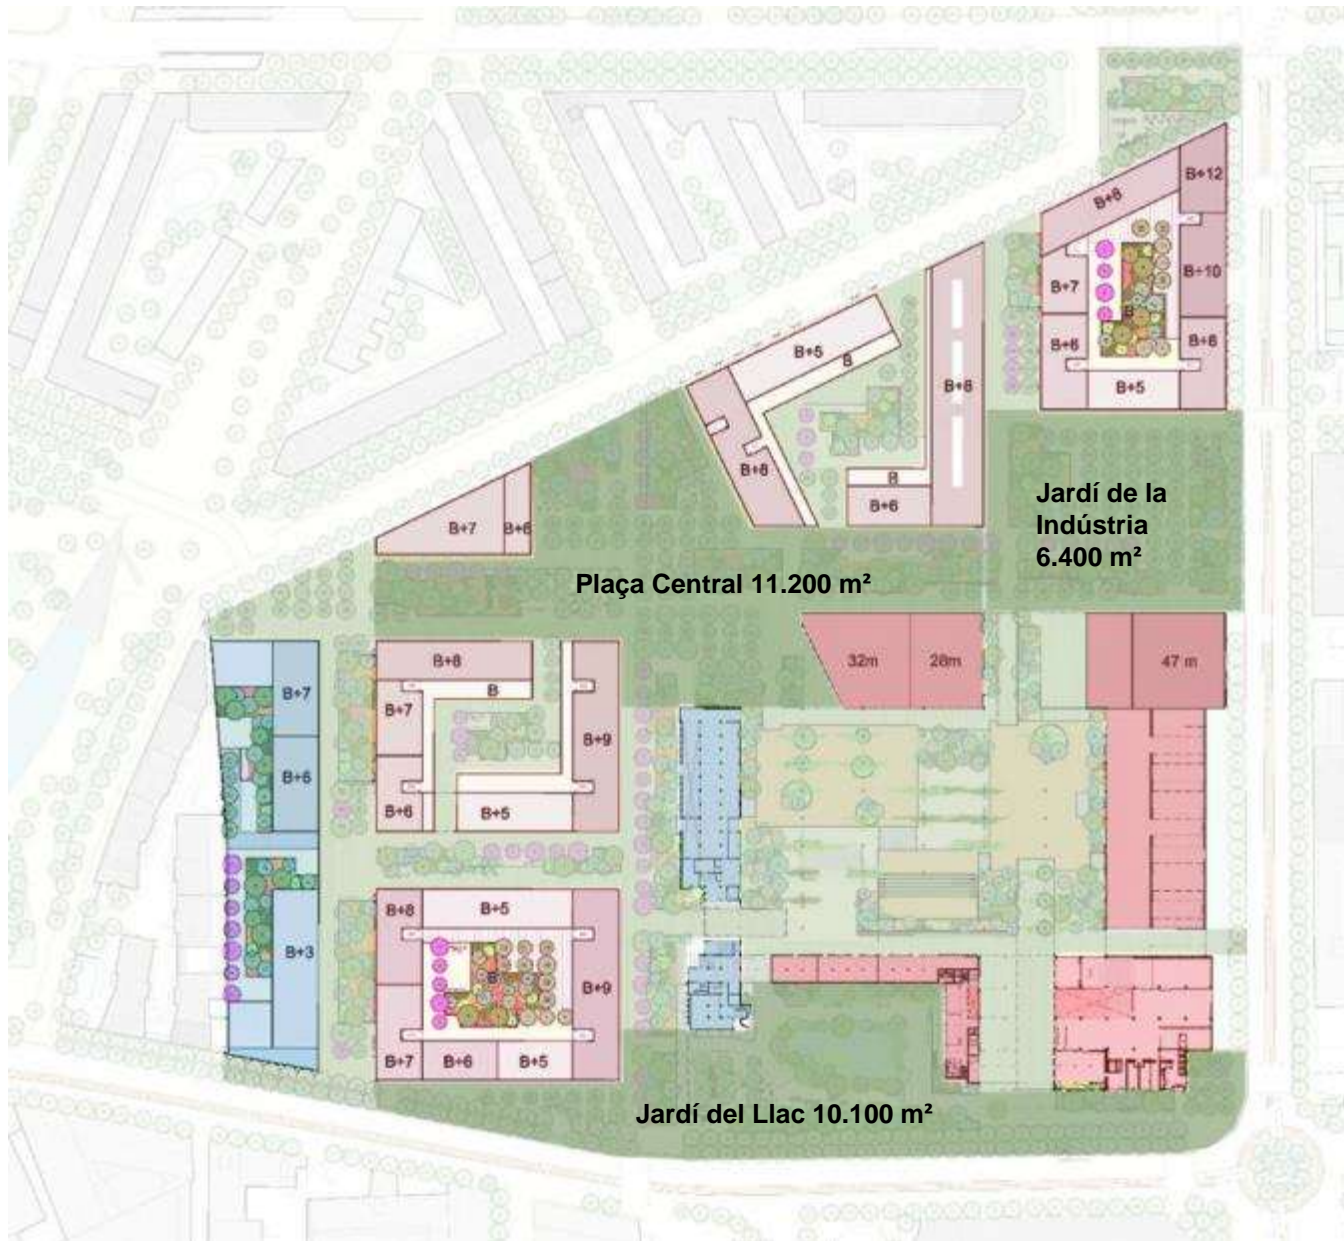 B+12
B+8
B+10
B+7
B
B+6
B+6
B+5
B+5
B
B+8
B+8
B
B+6
B+7
B+6
Jardí de la
Indústria
6.400 m²
Plaça Central 11.200 m²
32m
28m
47 m
B+8
B
B+7
B+7
B+9
B+6
B+6
B+5
B+8
B+5
B+3
B
B+9
B+7
B+6
B+5
Jardí del Llac 10.100 m²